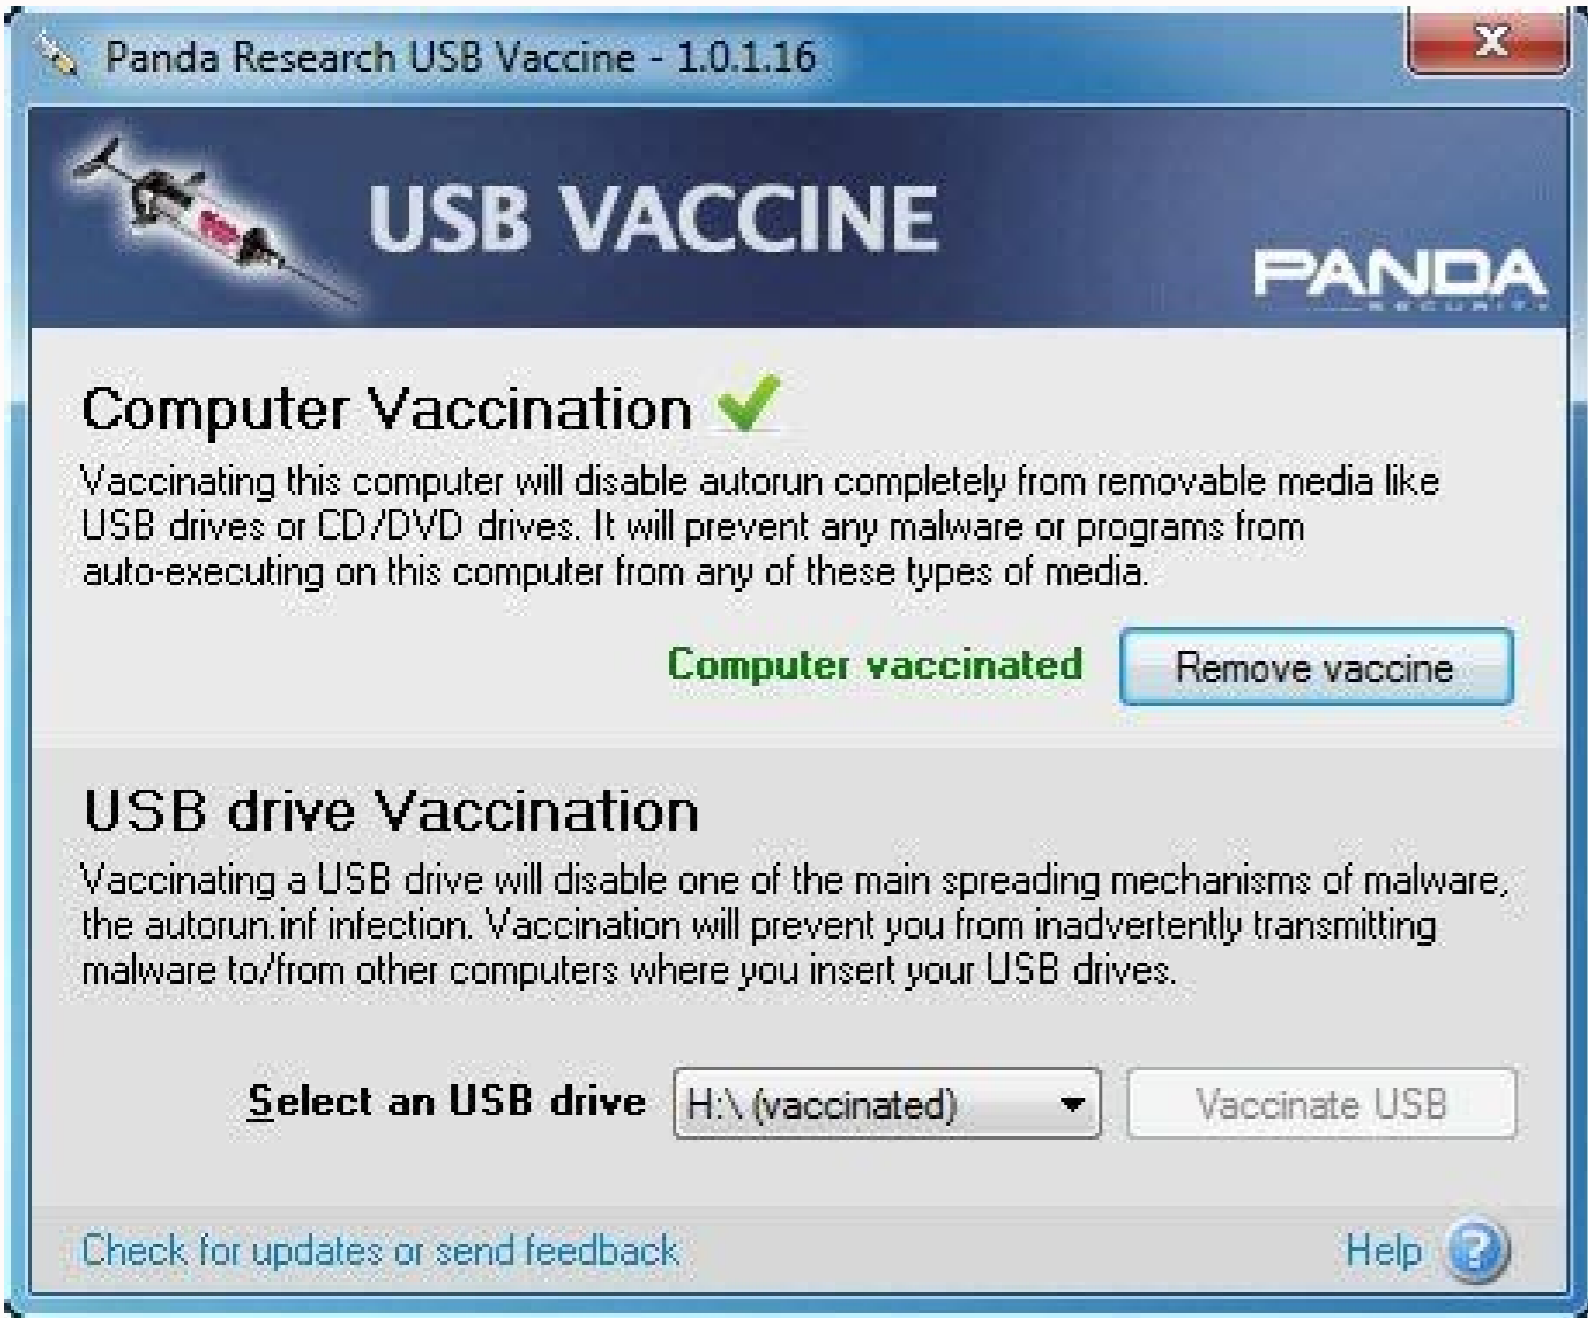 Panda Research USB Vaccine - 1.0.1.16
x
USB VACCINE
PANDA
SECURITY
Computer Vaccination
Vaccinating this computer will disable autorun completely from removable media like
USB drives or CD/DVD drives. It will prevent any malware or programs from
auto-executing on this computer from any of these types of media.
Computer vaccinated
Remove vaccine
USB drive Vaccination
Vaccinating a USB drive will disable one of the main spreading mechanisms of malware,
the autorun.inf infection. Vaccination will prevent you from inadvertently transmitting
malware to/from other computers where you insert your USB drives.
Select an USB drive
H:\ (vaccinated)
Vaccinate USB
Check for updates or send feedback
Help ?